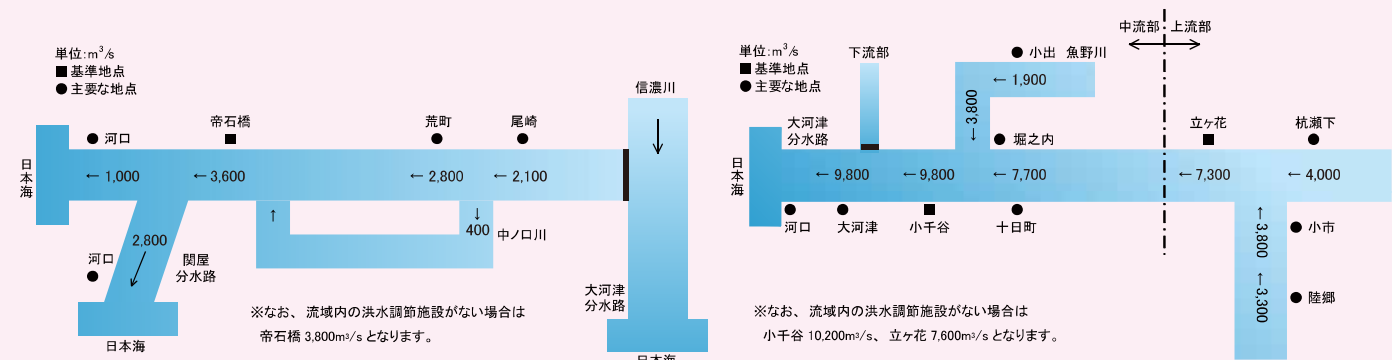 単位:m³/s
■基準地点
●主要な地点
河口
帝石橋
荒町
尾崎
信濃川
日本海
←1,000
←3,600
←2,800
←2,100
↑
↓
400
中ノ口川
2,800
河口
関屋
分水路
日本海
大河津
分水路
日本海
※なお、流域内の洪水調節施設がない場合は
帝石橋 3,800m³/s となります。
単位:m³/s
■基準地点
●主要な地点
下流部
小出 魚野川
中流部
上流部
←1,900
←3,800
大河津
分水路
堀之内
立ヶ花
杭瀬下
日本海
←9,800
←9,800
←7,700
←7,300
←4,000
河口
大河津
小千谷
十日町
←3,800
小市
←3,300
陸郷
※なお、流域内の洪水調節施設がない場合は
小千谷 10,200m³/s、立ヶ花 7,600m³/s となります。